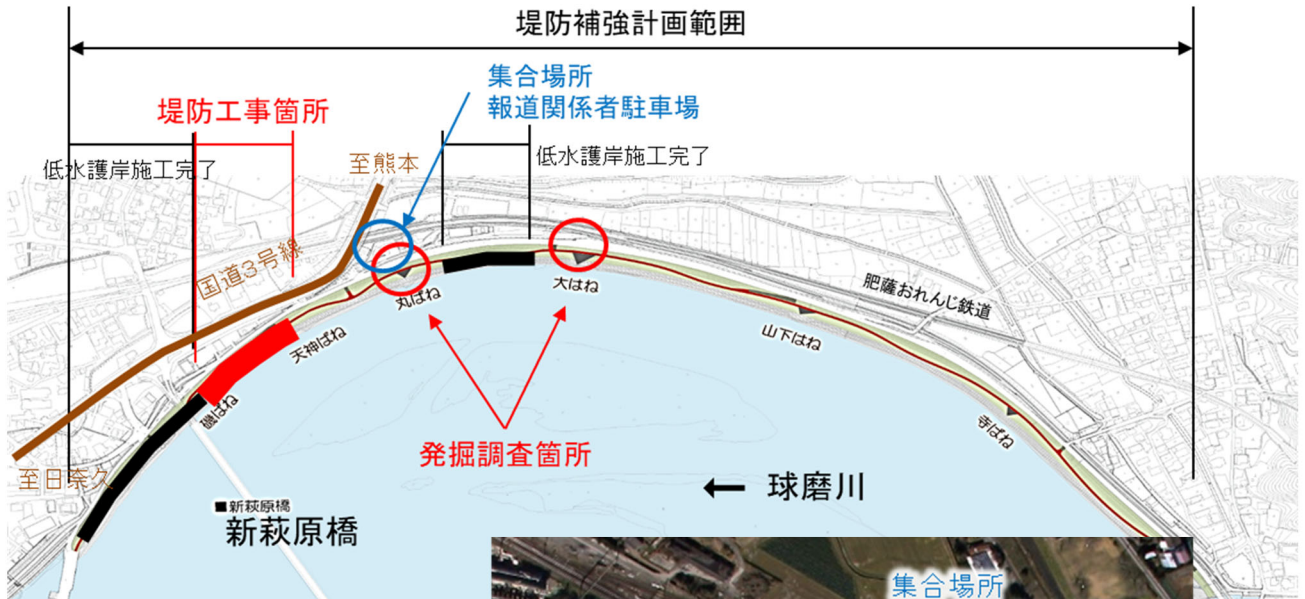 堤防補強計画範囲
集合場所
報道関係者駐車場
堤防工事箇所
低水護岸施工完了
至熊本
低水護岸施工完了
国道3号線
丸ばね
大はね
肥薩おれんじ鉄道
天神ばね
山下はね
磯ばね
寺ばね
発掘調査箇所
至日奈久
球磨川
新萩原橋
新萩原橋
集合場所